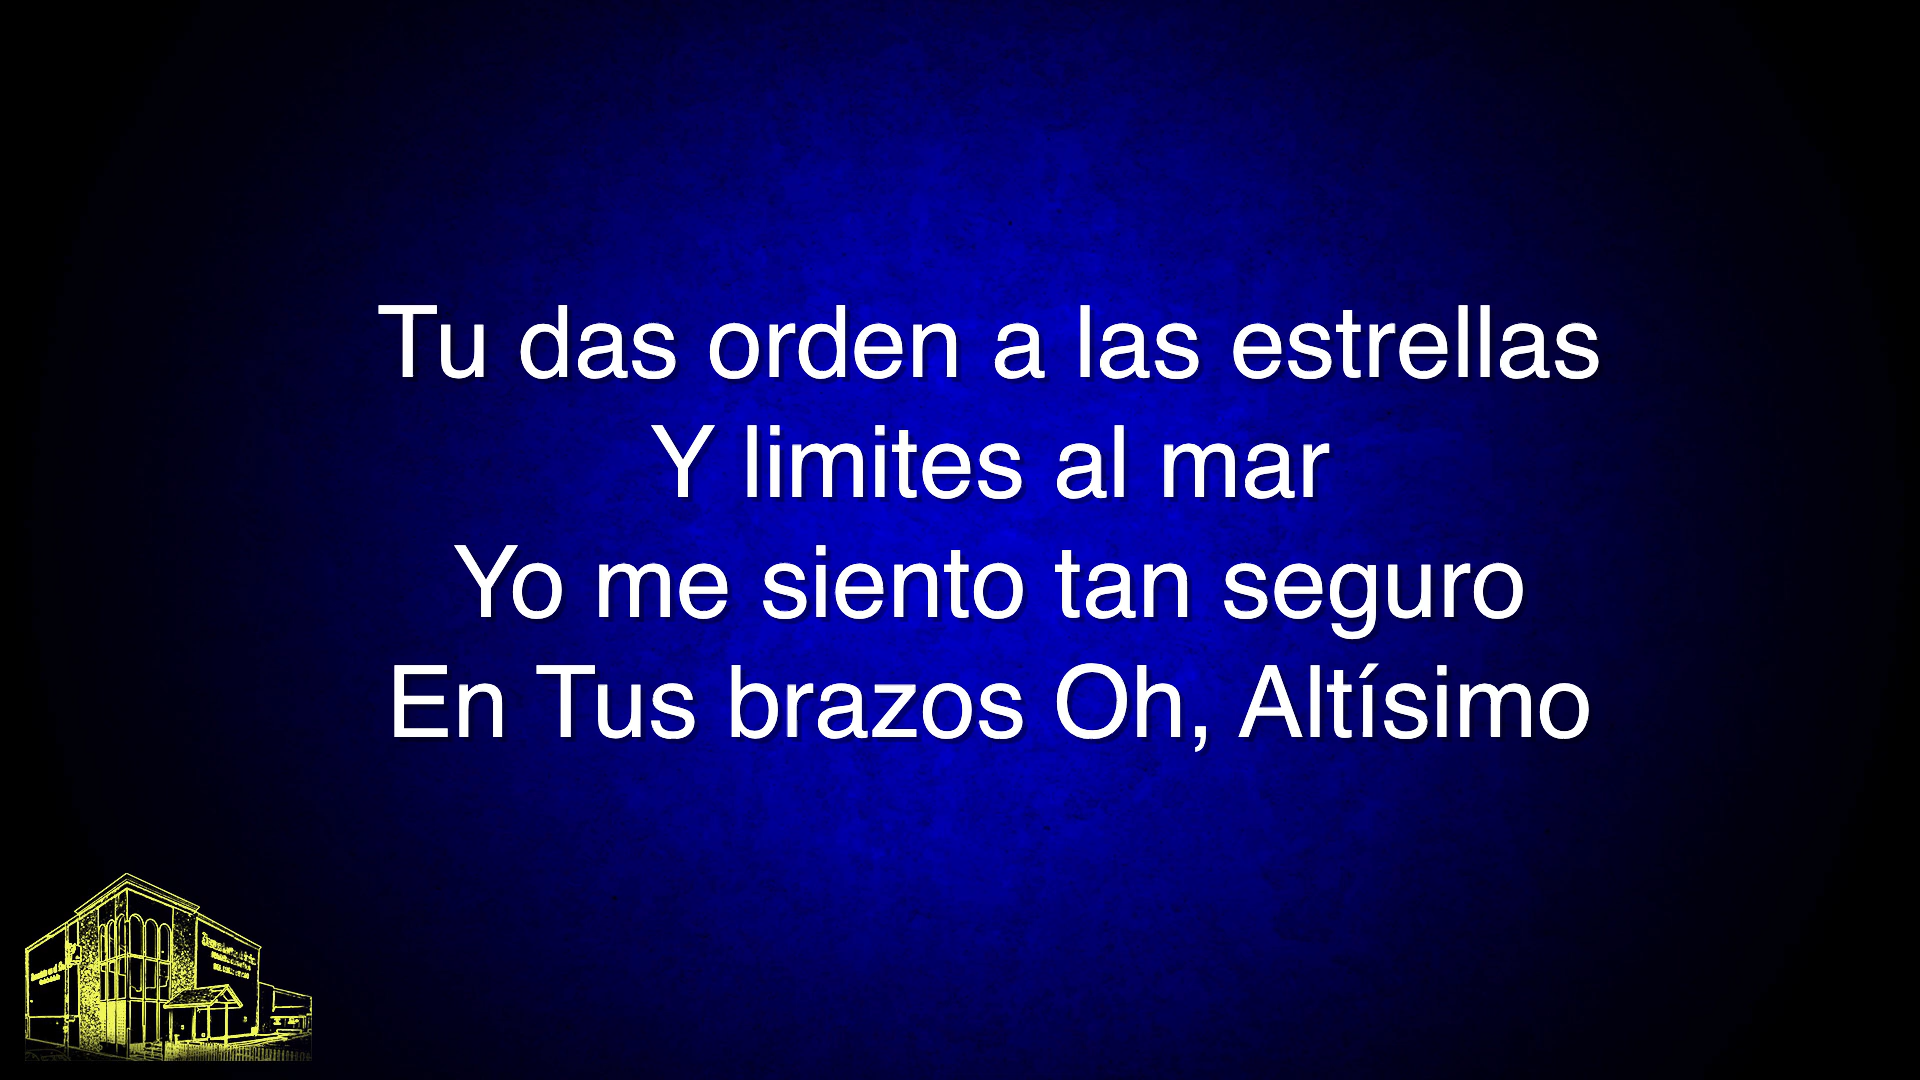 Tu das orden a las estrellas
Y limites al mar
Yo me siento tan seguro
En Tus brazos Oh, Altísimo